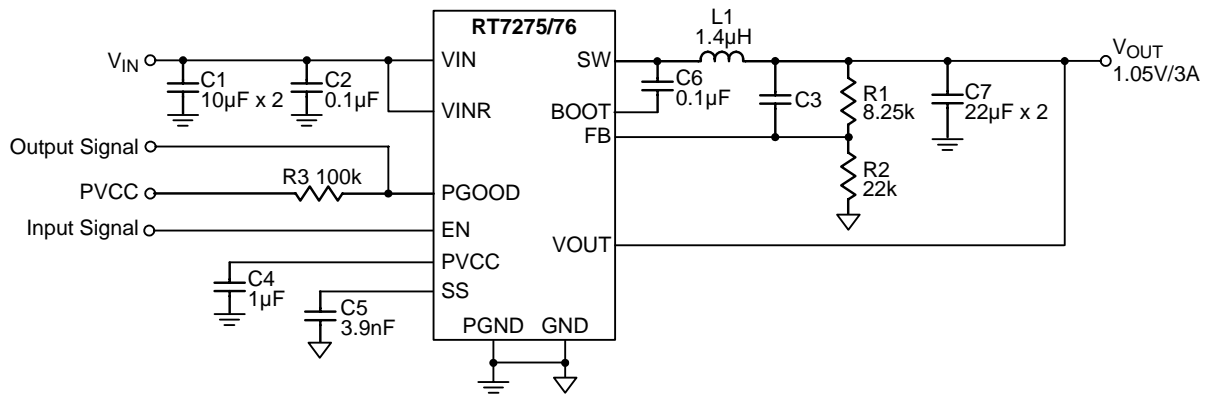 RT7275/76
VIN
C1
10μF x 2
C2
0.1μF
VIN
VINR
Output Signal
R3 100k
PVCC
PGOOD
Input Signal
EN
PVCC
C4
1μF
SS
C5
3.9nF
PGND GND
SW
L1
1.4μH
C6
0.1μF
BOOT
FB
C3
R1
8.25k
R2
22k
C7
22μF x 2
VOUT
VOUT
1.05V/3A